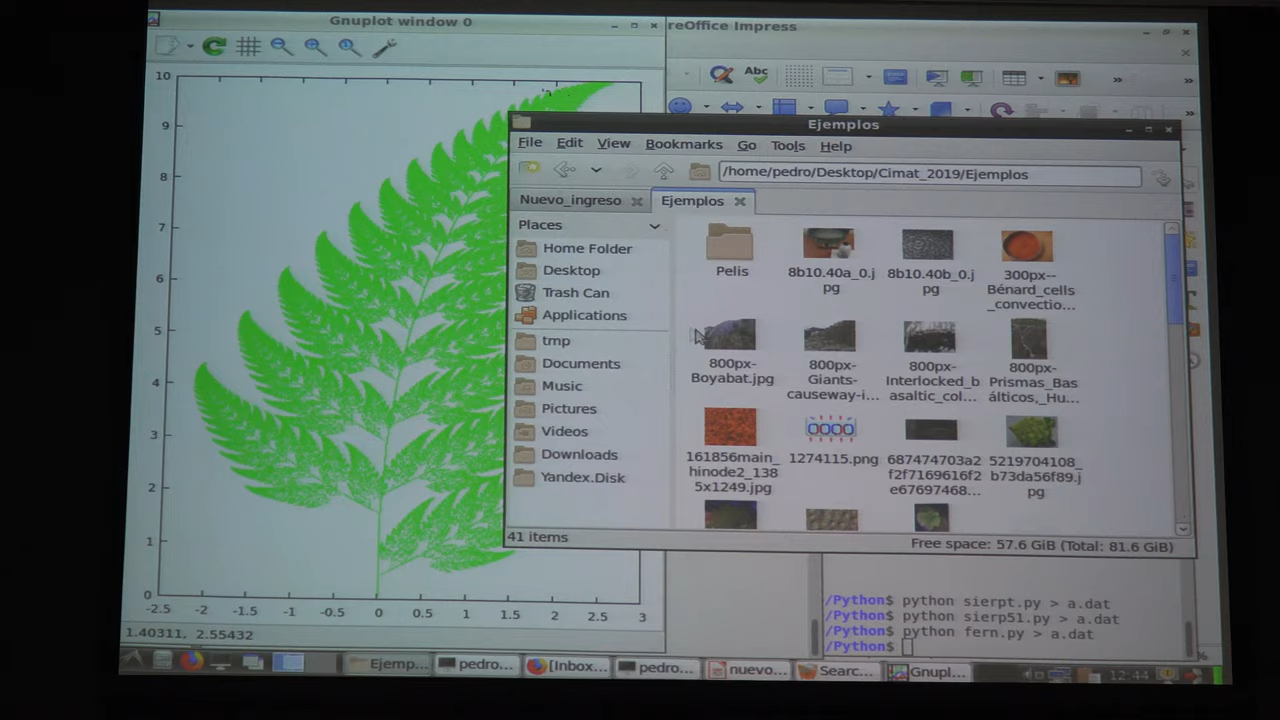 Gnuplot window 0
reOffice Impress
Abc
Ejemplos
File Edit View Bookmarks Go Tools Help
/home/pedro/Desktop/Cimat_2019/Ejemplos
Nuevo_ingreso
Ejemplos
Places
Home Folder
Desktop
Trash Can
Applications
tmp
Documents
Music
Pictures
Videos
Downloads
Yandex.Disk
Pelis
8b10.40a_0.j
pg
8b10.40b_0.j
pg
300px--
Bénard_cells
_convectio...
800px-
Boyabat.jpg
800px-
Giants-
causeway-i...
800px-
Interlocked_b
asaltic_col...
800px-
Prismas_Bas
álticos,_Hu...
161856main_
hinode2_138
5x1249.jpg
1274115.png
687474703a2
f2f7169616f2
e67697468...
5219704108_
b73da56f89.j
pg
41 items
Free space: 57.6 GiB (Total: 81.6 GiB)
10
9
8
7
6
5
4
3
2
1
0
-2.5 -2 -1.5 -1 -0.5 0 0.5 1 1.5 2 2.5 3
1.40311, 2.55432
/Python$ python sierpt.py > a.dat
/Python$ python sierp51.py > a.dat
/Python$ python fern.py > a.dat
/Python$
Ejemp...
pedro...
[Inbox...
pedro...
nuevo...
Searc...
Gnupl...
12:44